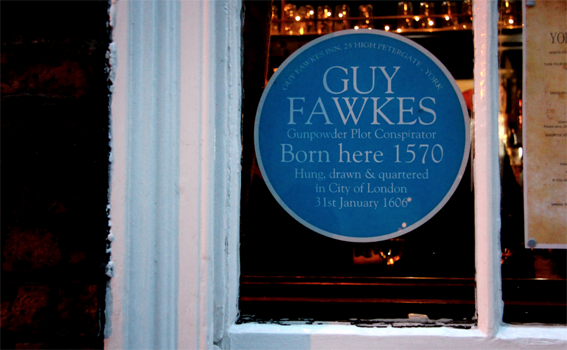 GUY FAWKES INN, 25 HIGH PETERGATE · YORK
GUY
FAWKES
Gunpowder Plot Conspirator
Born here 1570
Hung, drawn & quartered
in City of London
31st January 1606
YO